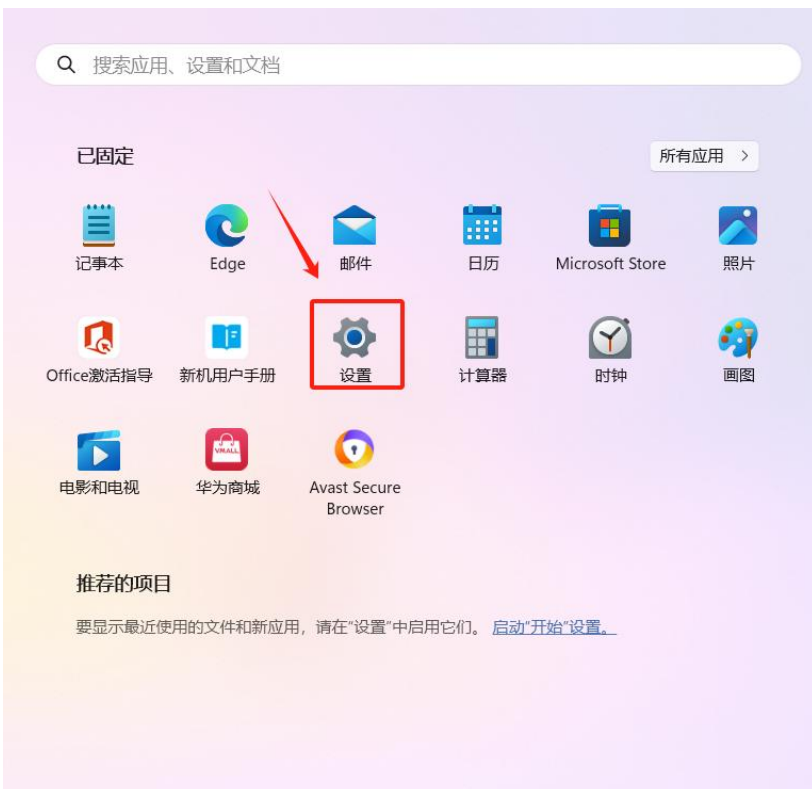 搜索应用、设置和文档
已固定
所有应用
记事本
Edge
邮件
日历
Microsoft Store
照片
Office激活指导
新机用户手册
设置
计算器
时钟
画图
电影和电视
VMALL
华为商城
Avast Secure
Browser
推荐的项目
要显示最近使用的文件和新应用，请在"设置"中启用它们。 启动"开始"设置。